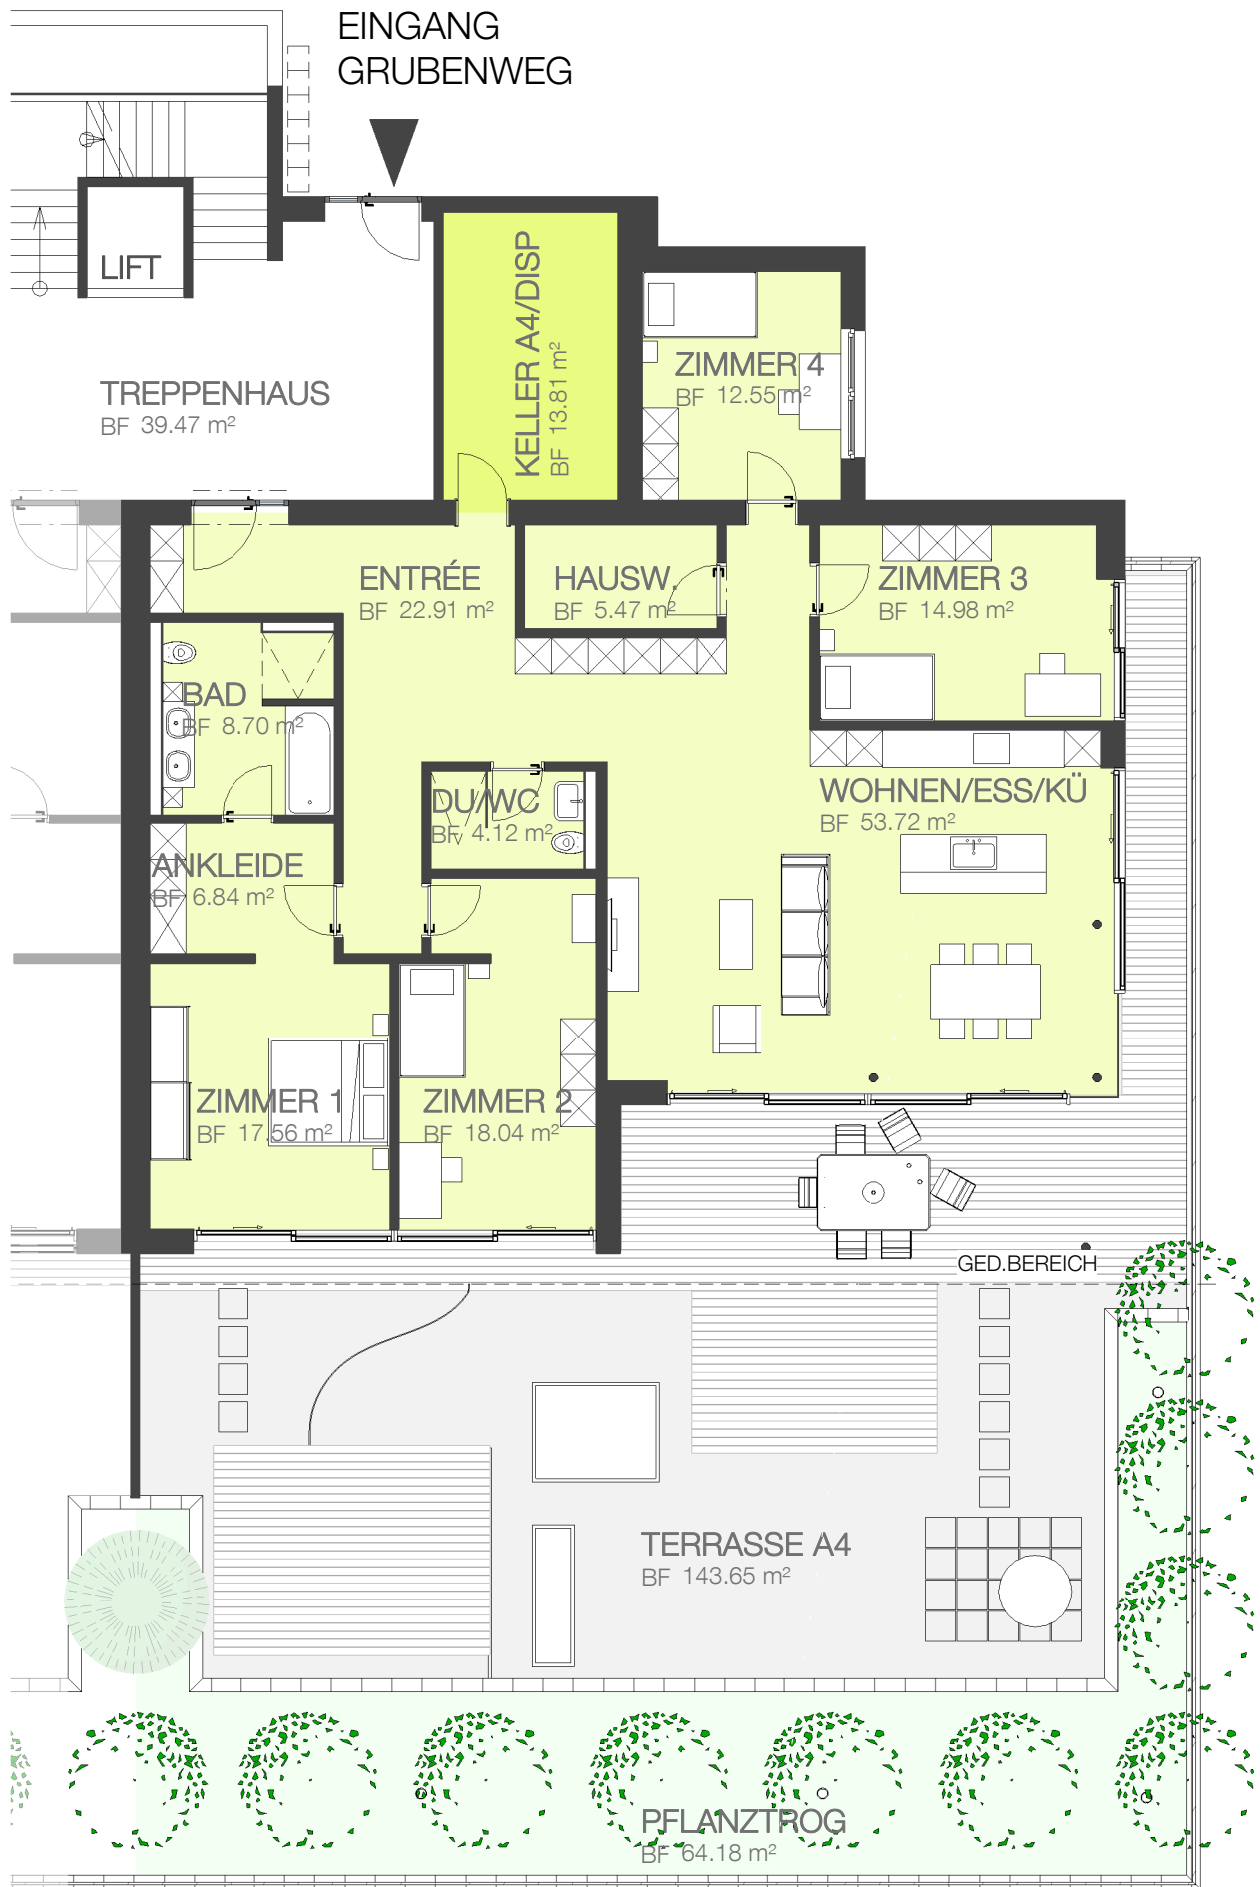 EINGANG
GRUBENWEG
LIFT
TREPPENHAUS
BF 39.47 m²
KELLER A4/DISP
BF 13.81 m²
ZIMMER 4
BF 12.55 m²
ENTRÉE
BF 22.91 m²
HAUSW.
BF 5.47 m²
ZIMMER 3
BF 14.98 m²
BAD
BF 8.70 m²
DU/WC
BF 4.12 m²
WOHNEN/ESS/KÜ
BF 53.72 m²
ANKLEIDE
BF 6.84 m²
ZIMMER 1
BF 17.56 m²
ZIMMER 2
BF 18.04 m²
GED.BEREICH
TERRASSE A4
BF 143.65 m²
PFLANZTROG
BF 64.18 m²